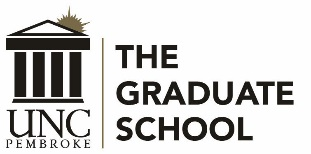 UNC
PEMBROKE
THE
GRADUATE
SCHOOL